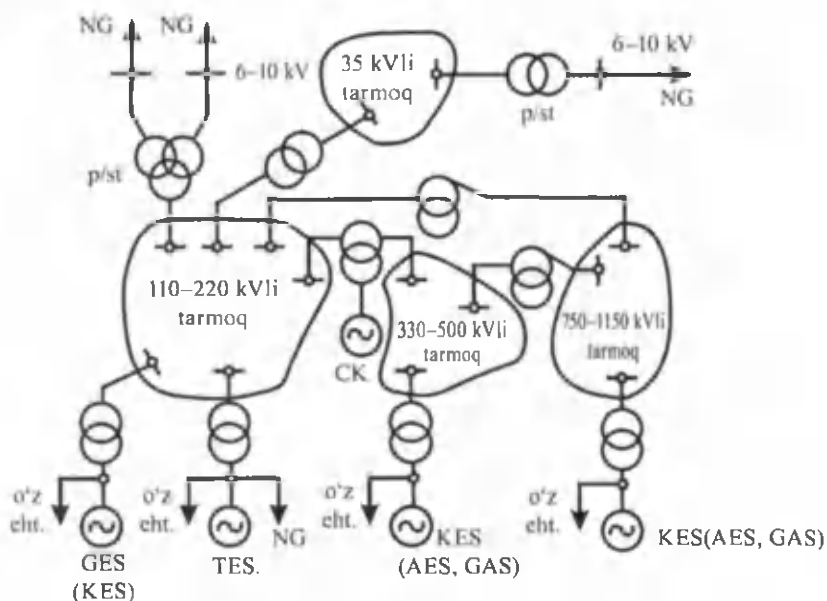 NG
NG
6–10 kV
35 kVli
tarmoq
6–10 kV
NG
p/st
p/st
110–220 kVli
tarmoq
330–500 kVli
tarmoq
750–1150 kVli
tarmoq
CK
o‘z
eht.
o‘z
eht.
NG
o‘z
eht.
o‘z
eht.
GES
(KES)
TES.
KES
(AES, GAS)
KES(AES, GAS)